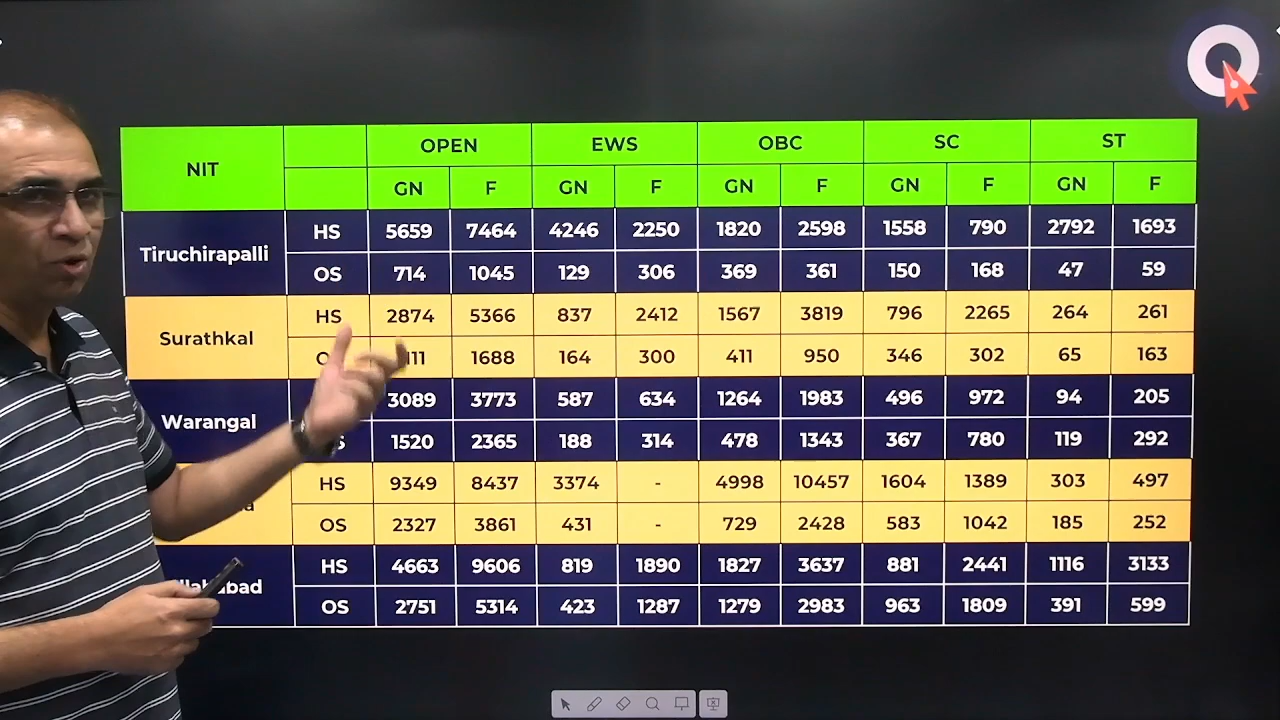 NIT OPEN EWS OBC SC ST
GN F GN F GN F GN F GN F
Tiruchirapalli HS 5659 7464 4246 2250 1820 2598 1558 790 2792 1693
OS 714 1045 129 306 369 361 150 168 47 59
Surathkal HS 2874 5366 837 2412 1567 3819 796 2265 264 261
1688 164 300 411 950 346 302 65 163
Warangal 3089 3773 587 634 1264 1983 496 972 94 205
1520 2365 188 314 478 1343 367 780 119 292
HS 9349 8437 3374 - 4998 10457 1604 1389 303 497
OS 2327 3861 431 - 729 2428 583 1042 185 252
HS 4663 9606 819 1890 1827 3637 881 2441 1116 3133
OS 2751 5314 423 1287 1279 2983 963 1809 391 599